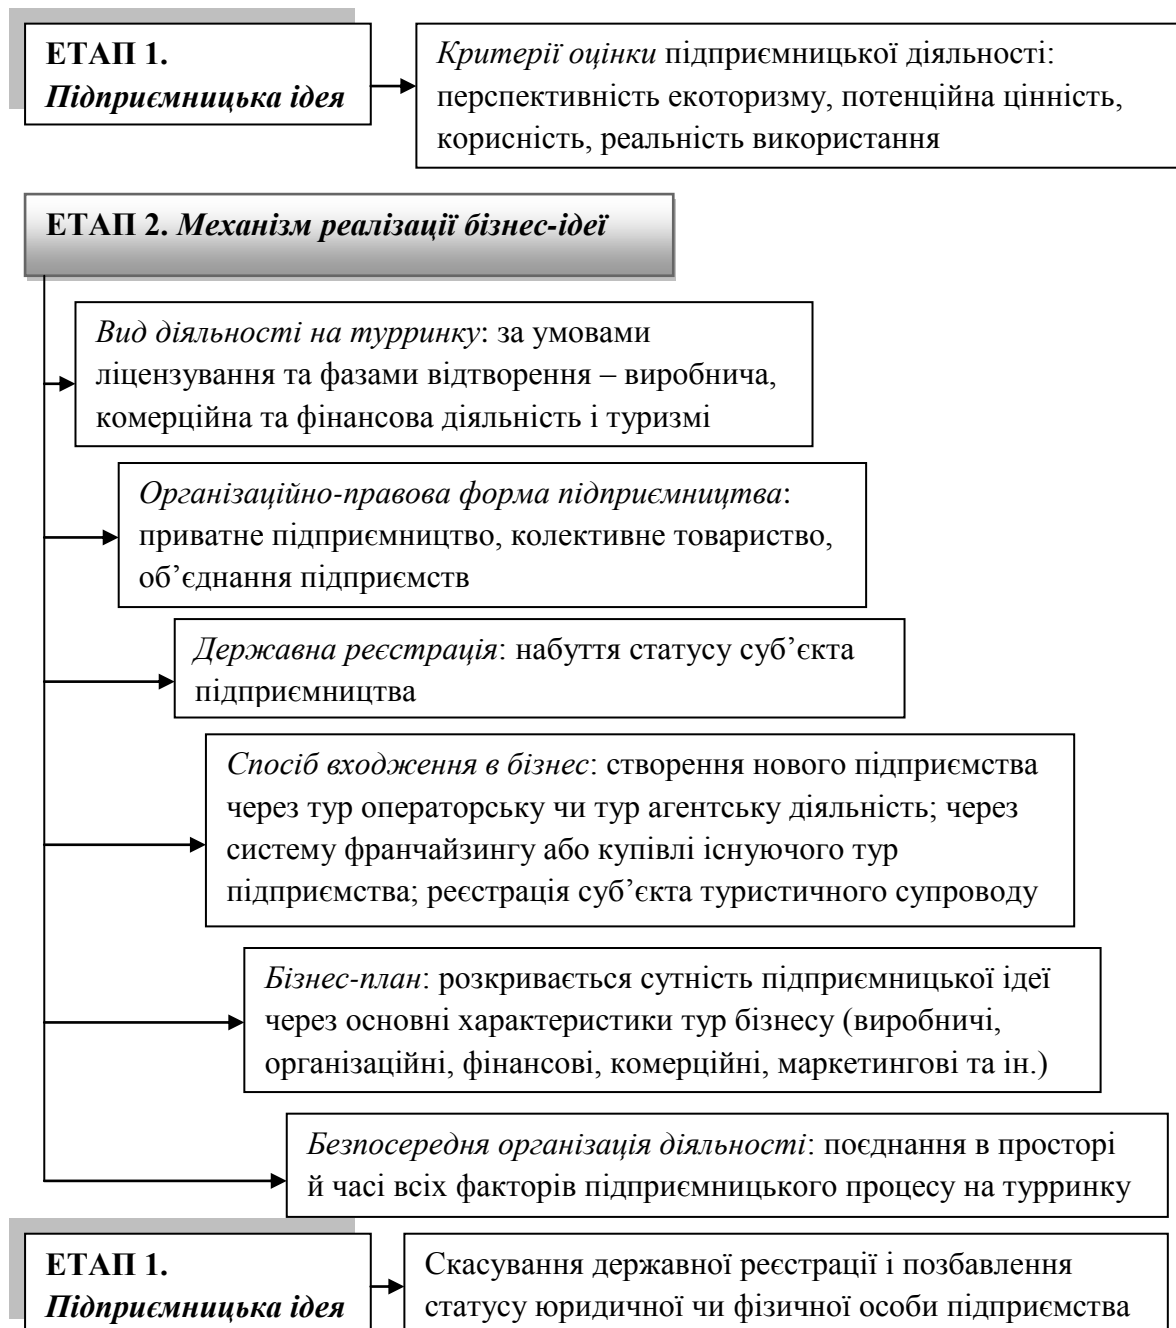 ЕТАП 1.
Підприємницька ідея
Критерії оцінки підприємницької діяльності:
перспективність екоторизму, потенційна цінність,
корисність, реальність використання
ЕТАП 2. Механізм реалізації бізнес-ідеї
Вид діяльності на турринку: за умовами
ліцензування та фазами відтворення – виробнича,
комерційна та фінансова діяльність і туризмі
Організаційно-правова форма підприємництва:
приватне підприємництво, колективне товариство,
об’єднання підприємств
Державна реєстрація: набуття статусу суб’єкта
підприємництва
Спосіб входження в бізнес: створення нового підприємства
через тур операторську чи тур агентську діяльність; через
систему франчайзингу або купівлі існуючого тур
підприємства; реєстрація суб’єкта туристичного супроводу
Бізнес-план: розкривається сутність підприємницької ідеї
через основні характеристики тур бізнесу (виробничі,
організаційні, фінансові, комерційні, маркетингові та ін.)
Безпосередня організація діяльності: поєднання в просторі
й часі всіх факторів підприємницького процесу на турринку
ЕТАП 1.
Підприємницька ідея
Скасування державної реєстрації і позбавлення
статусу юридичної чи фізичної особи підприємства